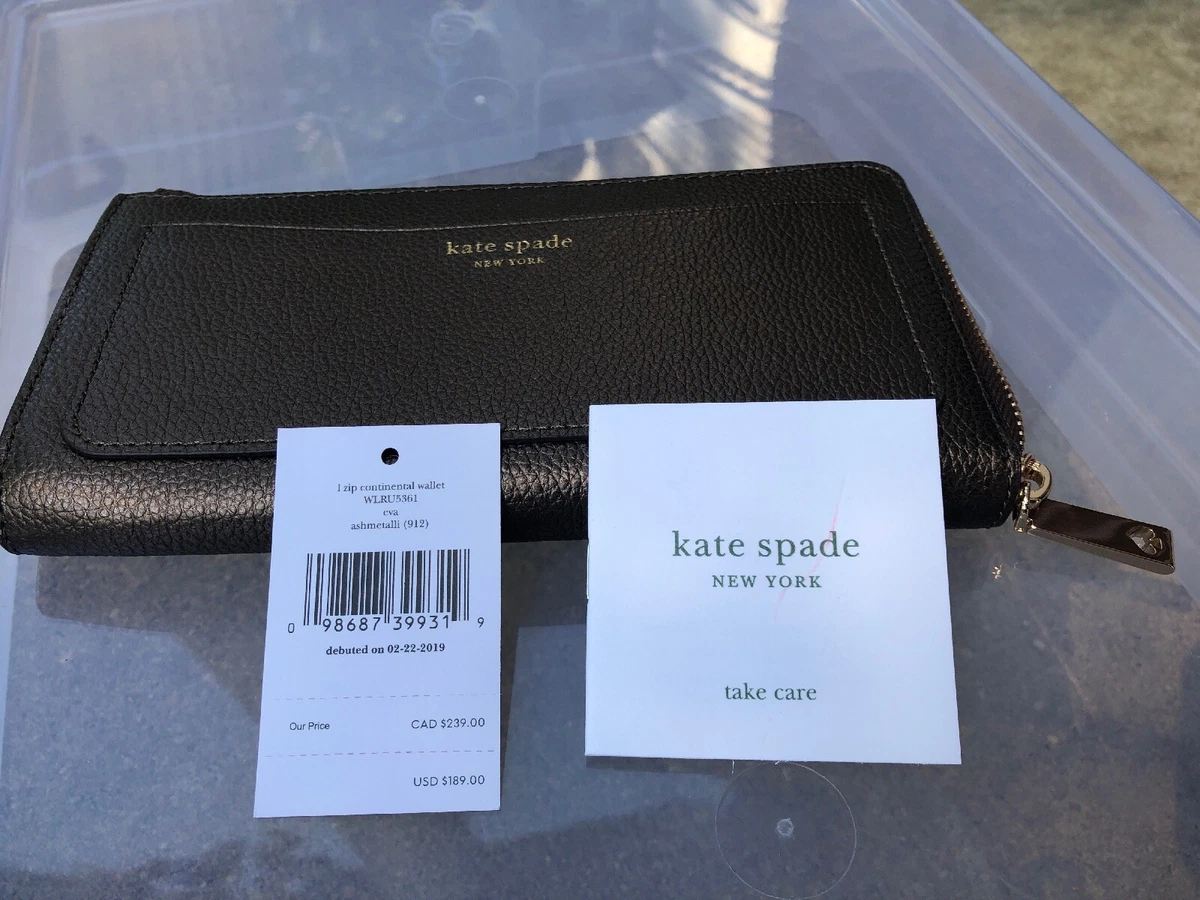 kate spade
NEW YORK
l zip continental wallet
WLRU5361
cva
ashmetalli (912)
0 98687 39931 9
debuted on 02-22-2019
Our Price CAD $239.00
USD $189.00
kate spade
NEW YORK
take care